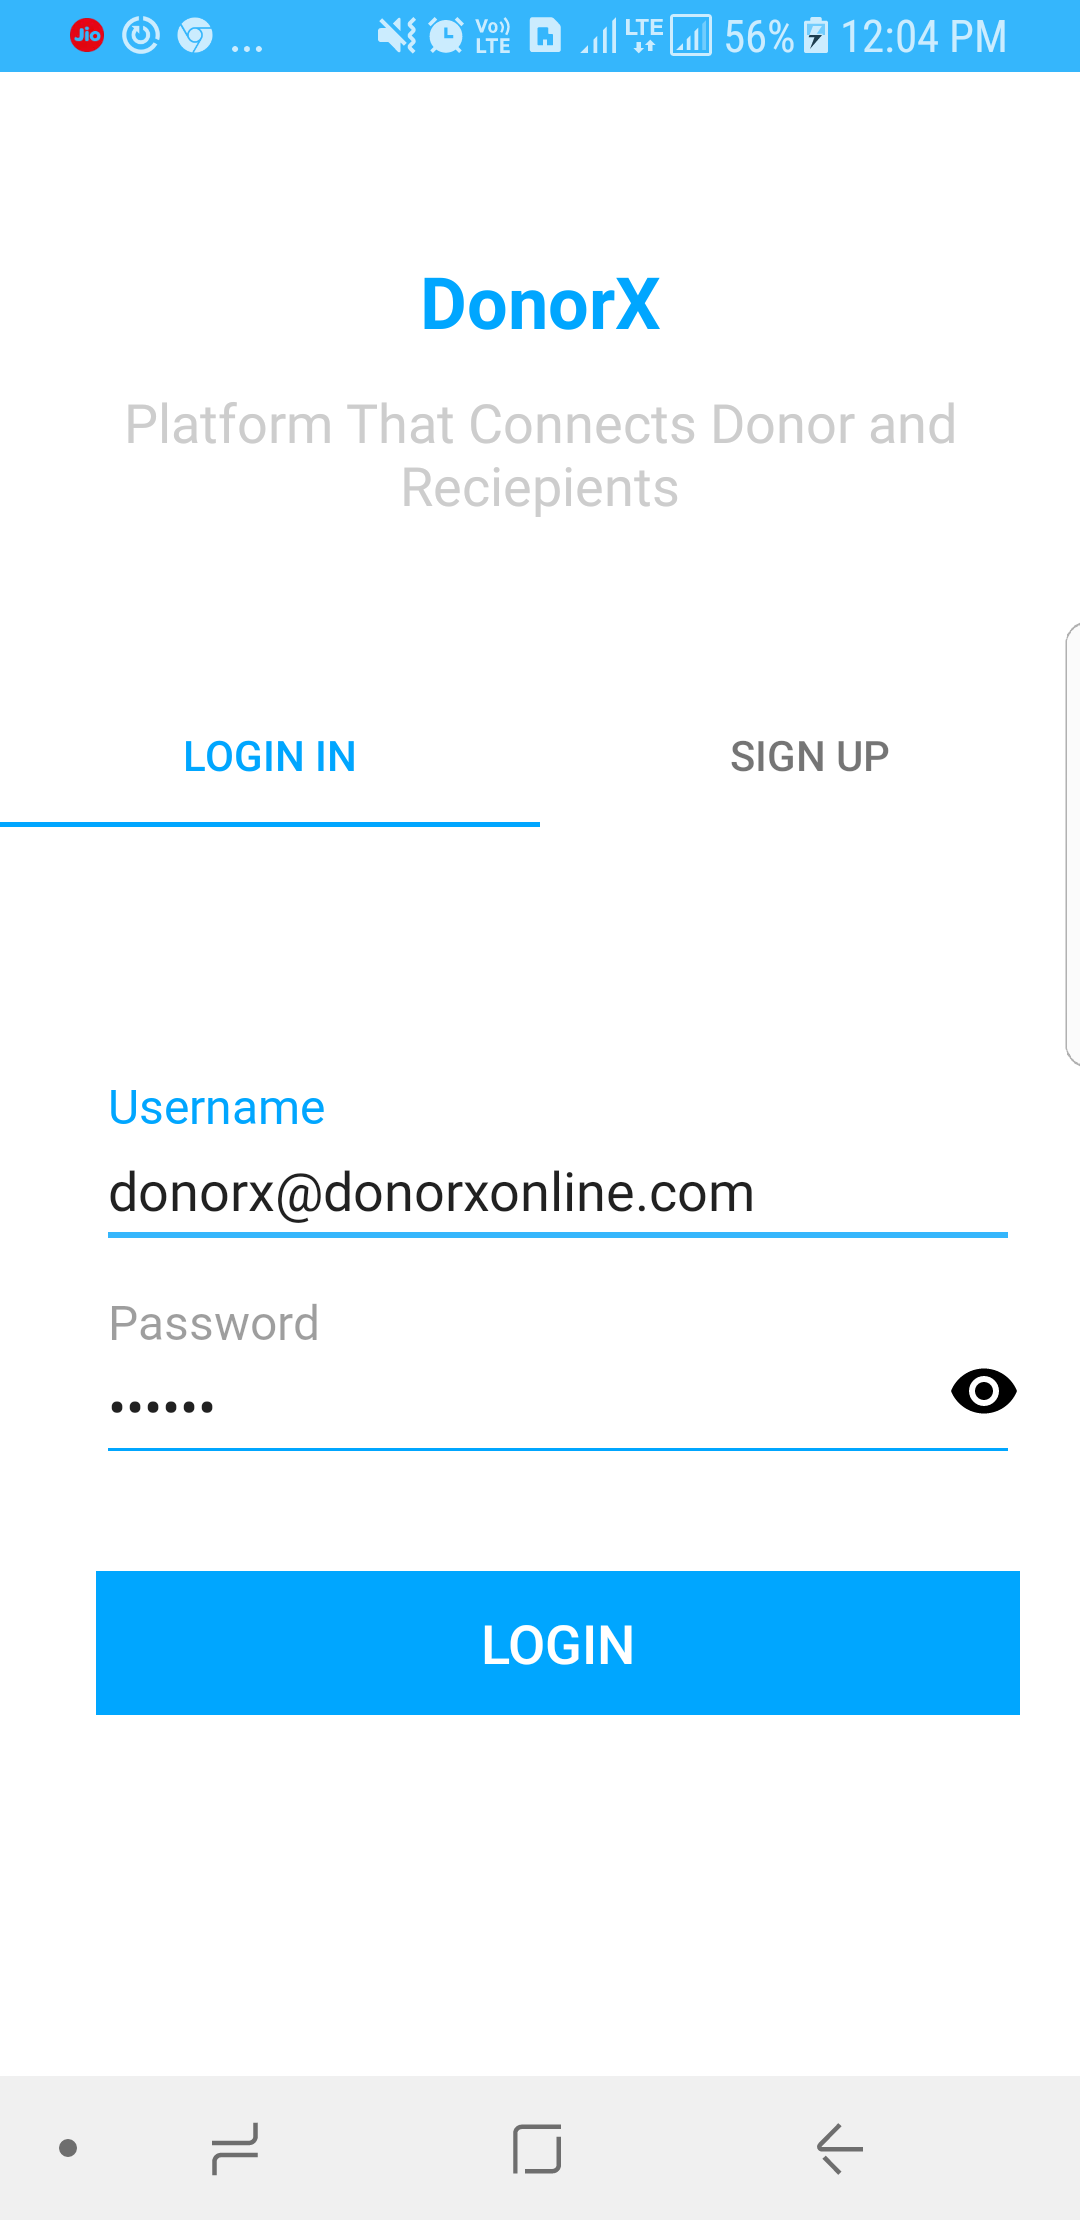 Jio ... Vo)) LTE LTE 56% 12:04 PM
DonorX
Platform That Connects Donor and
Reciepients
LOGIN IN SIGN UP
Username
donorx@donorxonline.com
Password
••••••
LOGIN